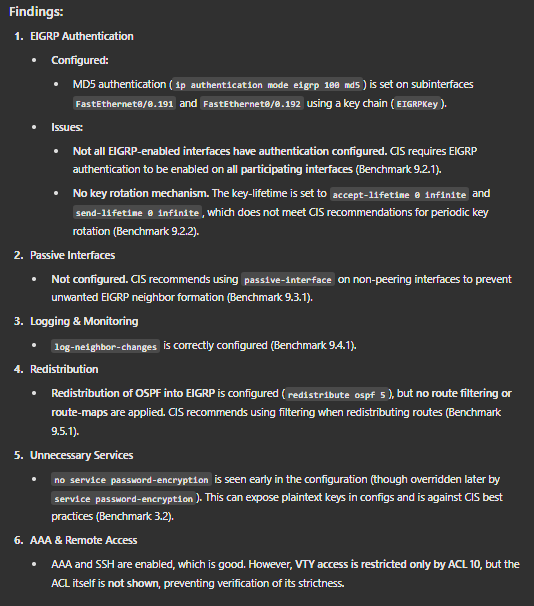 Findings:
1. EIGRP Authentication
• Configured:
• MD5 authentication ( ip authentication mode eigrp 100 md5 ) is set on subinterfaces
FastEthernet0/0.191 and FastEthernet0/0.192 using a key chain ( EIGRPKey ).
• Issues:
• Not all EIGRP-enabled interfaces have authentication configured. CIS requires EIGRP
authentication to be enabled on all participating interfaces (Benchmark 9.2.1).
• No key rotation mechanism. The key-lifetime is set to accept-lifetime 0 infinite and
send-lifetime 0 infinite , which does not meet CIS recommendations for periodic key
rotation (Benchmark 9.2.2).
2. Passive Interfaces
• Not configured. CIS recommends using passive-interface on non-peering interfaces to prevent
unwanted EIGRP neighbor formation (Benchmark 9.3.1).
3. Logging & Monitoring
• log-neighbor-changes is correctly configured (Benchmark 9.4.1).
4. Redistribution
• Redistribution of OSPF into EIGRP is configured ( redistribute ospf 5 ), but no route filtering or
route-maps are applied. CIS recommends using filtering when redistributing routes (Benchmark
9.5.1).
5. Unnecessary Services
• no service password-encryption is seen early in the configuration (though overridden later by
service password-encryption ). This can expose plaintext keys in configs and is against CIS best
practices (Benchmark 3.2).
6. AAA & Remote Access
• AAA and SSH are enabled, which is good. However, VTY access is restricted only by ACL 10, but the
ACL itself is not shown, preventing verification of its strictness.